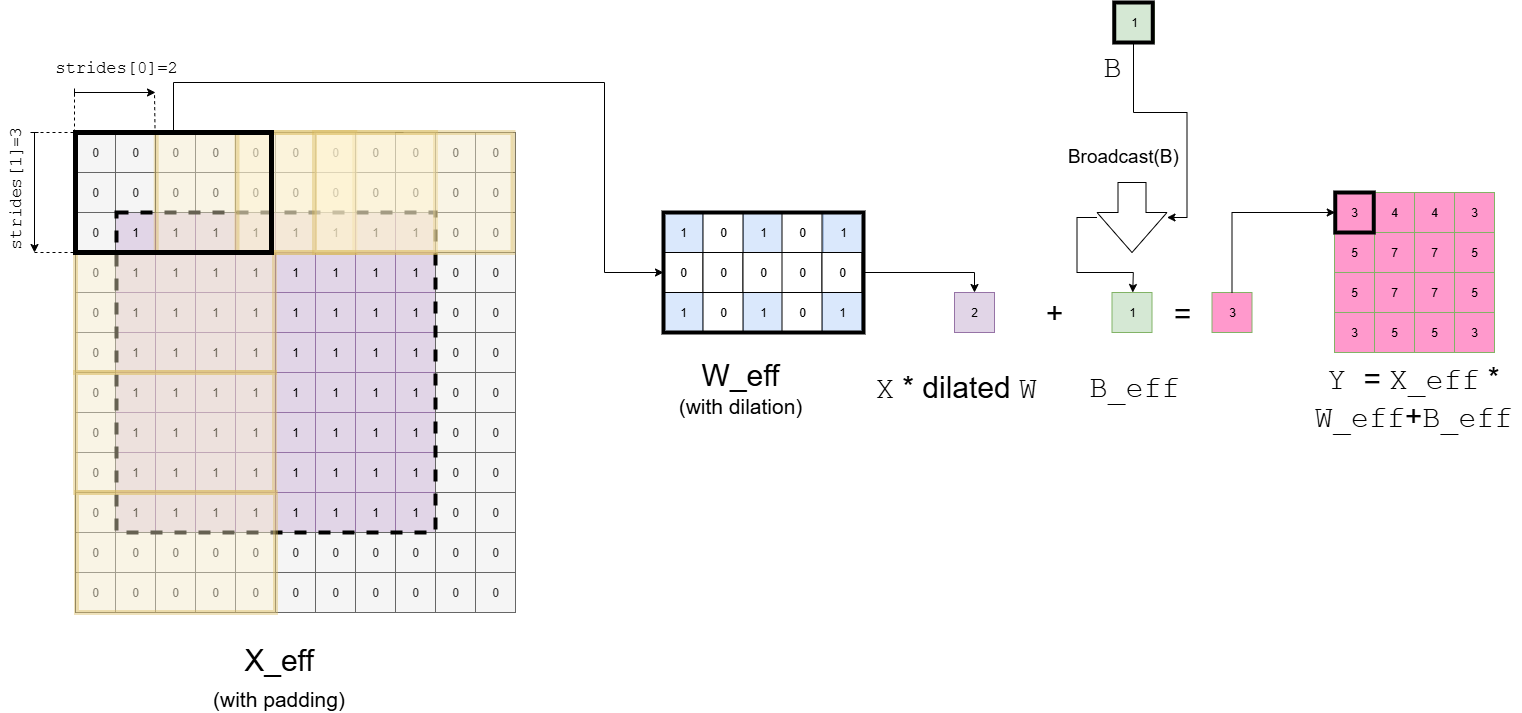 1
B
strides[0]=2
strides[1]=3
Broadcast(B)
0 0 0 0 0 0 0 0 0 0 0
0 0 0 0 0 0 0 0 0 0 0
0 1 1 1 1 1 1 1 1 0 0
0 1 1 1 1 1 1 1 1 0 0
0 1 1 1 1 1 1 1 1 0 0
0 1 1 1 1 1 1 1 1 0 0
0 1 1 1 1 1 1 1 1 0 0
0 1 1 1 1 1 1 1 1 0 0
0 1 1 1 1 1 1 1 1 0 0
0 1 1 1 1 1 1 1 1 0 0
0 0 0 0 0 0 0 0 0 0 0
0 0 0 0 0 0 0 0 0 0 0
X_eff
(with padding)
1 0 1 0 1
0 0 0 0 0
1 0 1 0 1
W_eff
(with dilation)
2 + 1 = 3
X * dilated W
B_eff
3 4 4 3
5 7 7 5
5 7 7 5
3 5 5 3
Y = X_eff *
W_eff+B_eff